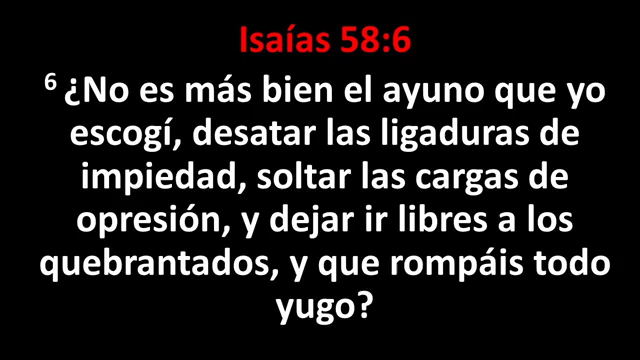 Isaías 58:6
6 ¿No es más bien el ayuno que yo
escogí, desatar las ligaduras de
impiedad, soltar las cargas de
opresión, y dejar ir libres a los
quebrantados, y que rompáis todo
yugo?